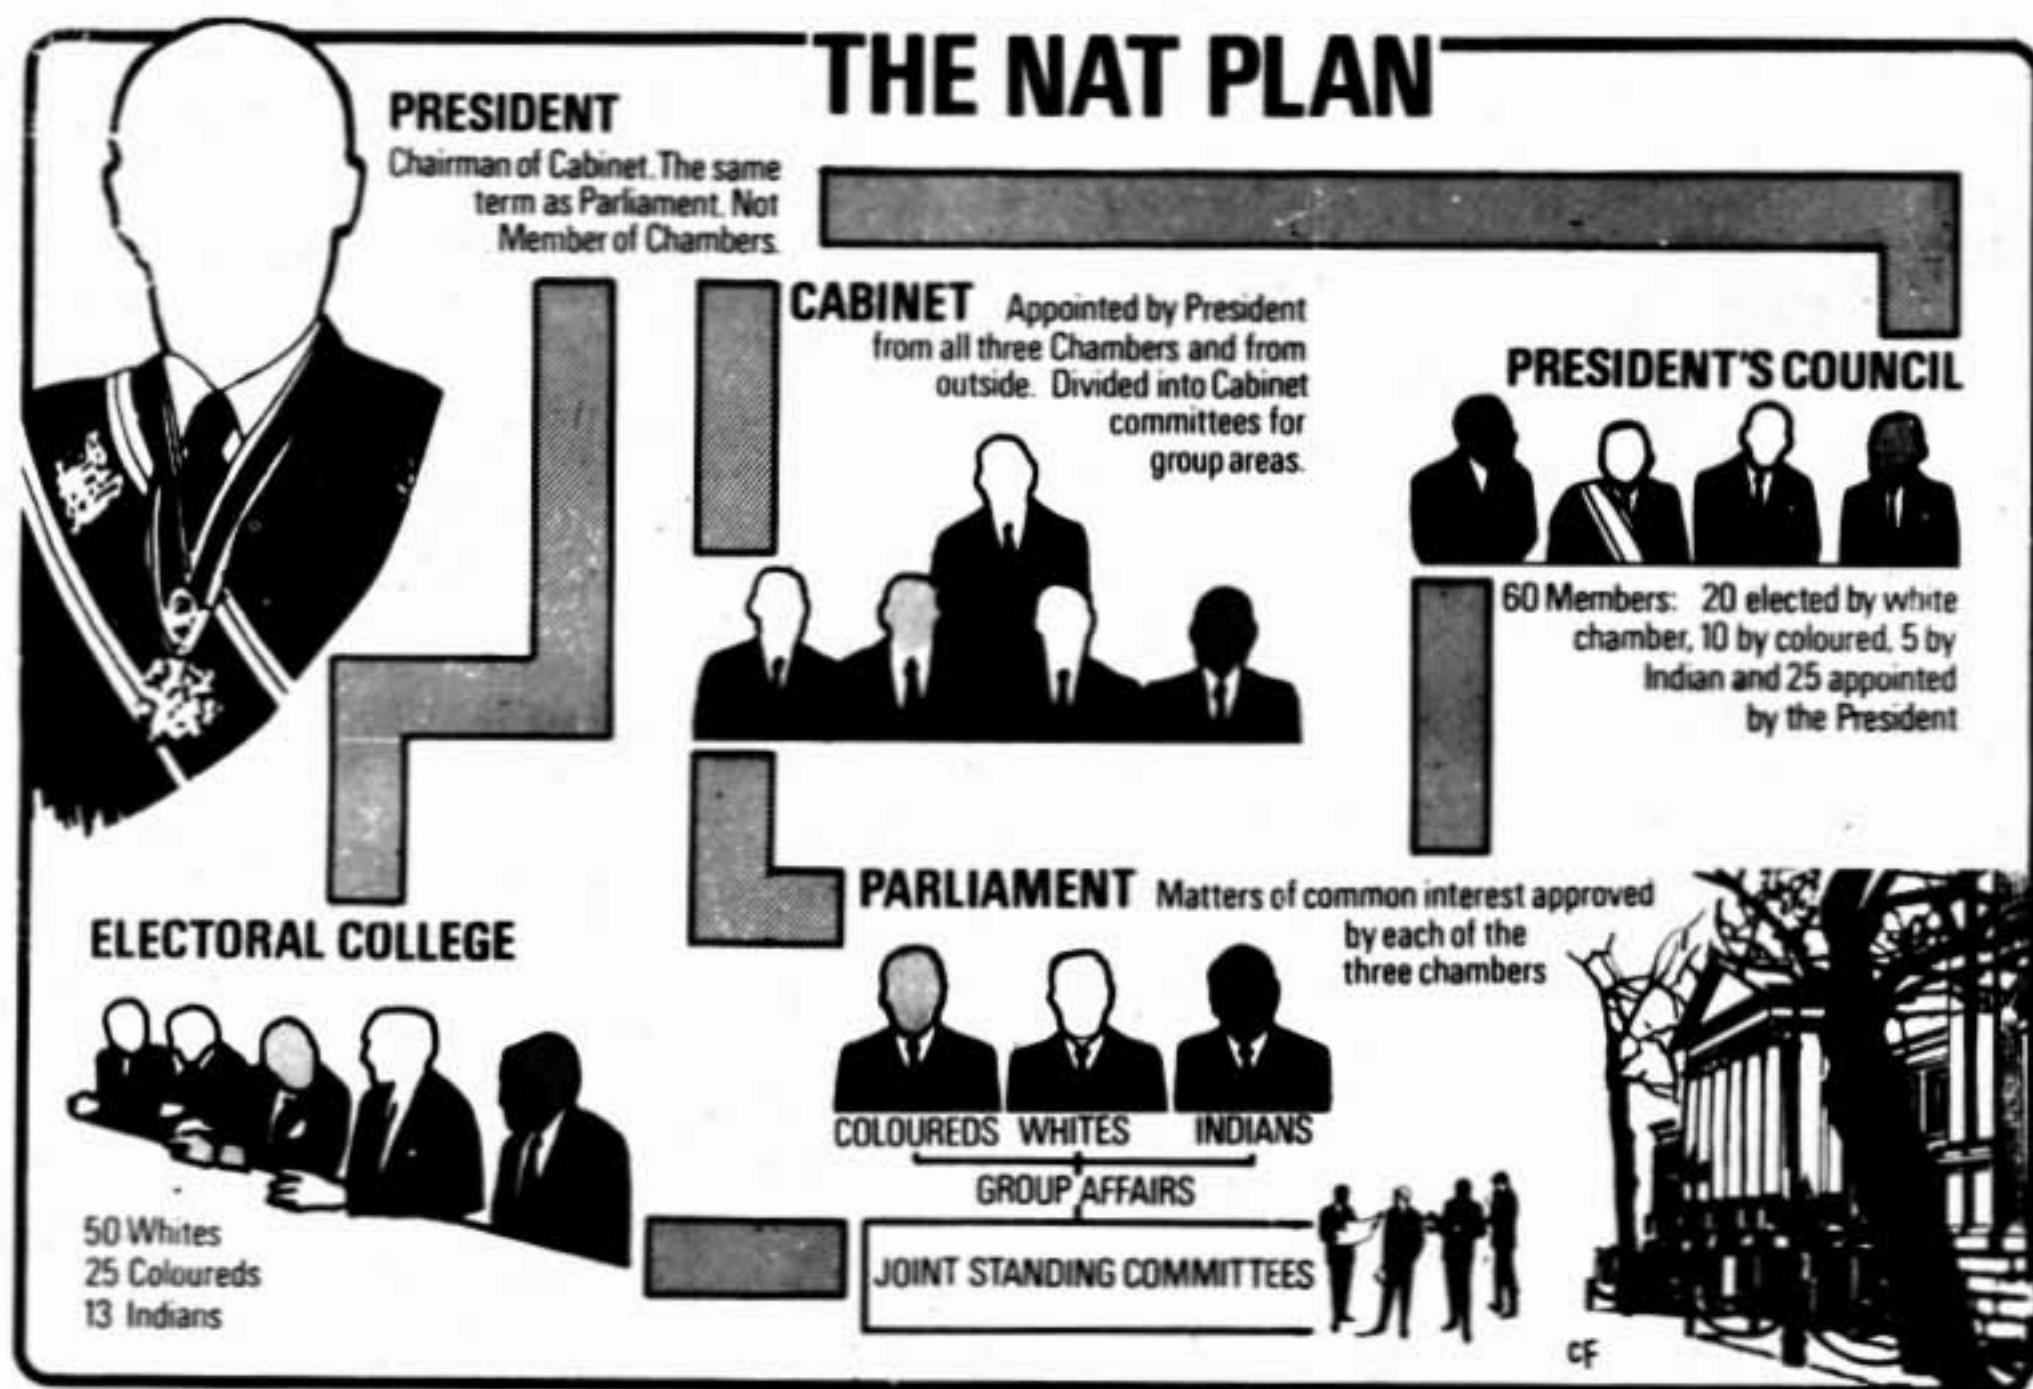 THE NAT PLAN
PRESIDENT
Chairman of Cabinet. The same
term as Parliament. Not
Member of Chambers.
CABINET Appointed by President
from all three Chambers and from
outside. Divided into Cabinet
committees for
group areas.
PRESIDENT'S COUNCIL
60 Members: 20 elected by white
chamber, 10 by coloured, 5 by
Indian and 25 appointed
by the President
ELECTORAL COLLEGE
50 Whites
25 Coloureds
13 Indians
PARLIAMENT Matters of common interest approved
by each of the
three chambers
COLOUREDS WHITES INDIANS
GROUP AFFAIRS
JOINT STANDING COMMITTEES
CF